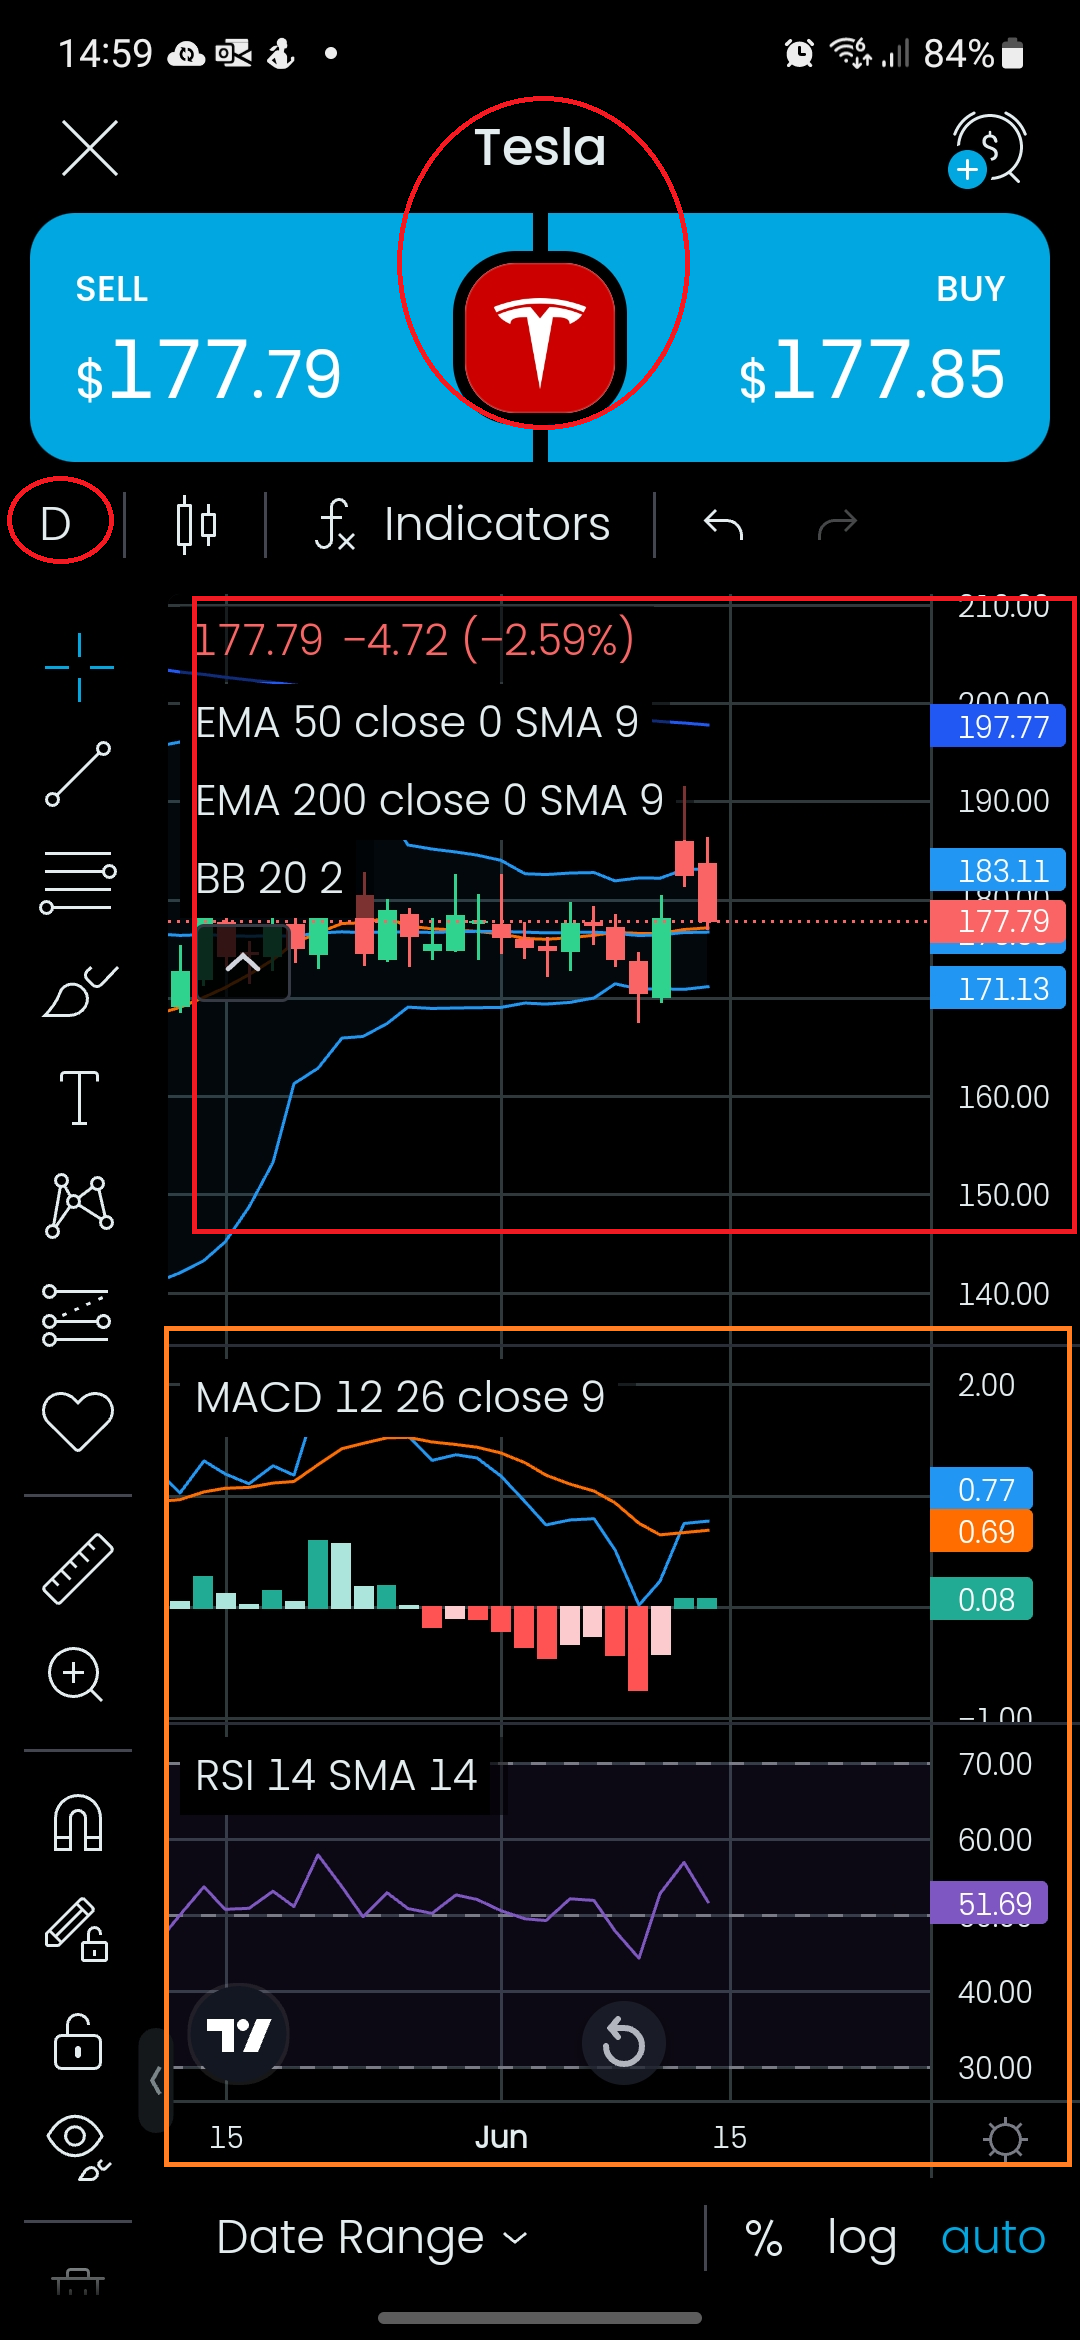 14:59 84%
Tesla
SELL BUY
$177.79 $177.85
D Indicators
210.00
177.79 −4.72 (−2.59%)
200.00
EMA 50 close 0 SMA 9 197.77
EMA 200 close 0 SMA 9 190.00
BB 20 2 183.11
180.00
177.79
171.13
160.00
150.00
140.00
MACD 12 26 close 9 2.00
0.77
0.69
0.08
−1.00
RSI 14 SMA 14 70.00
60.00
51.69
40.00
30.00
15 Jun 15
Date Range % log auto